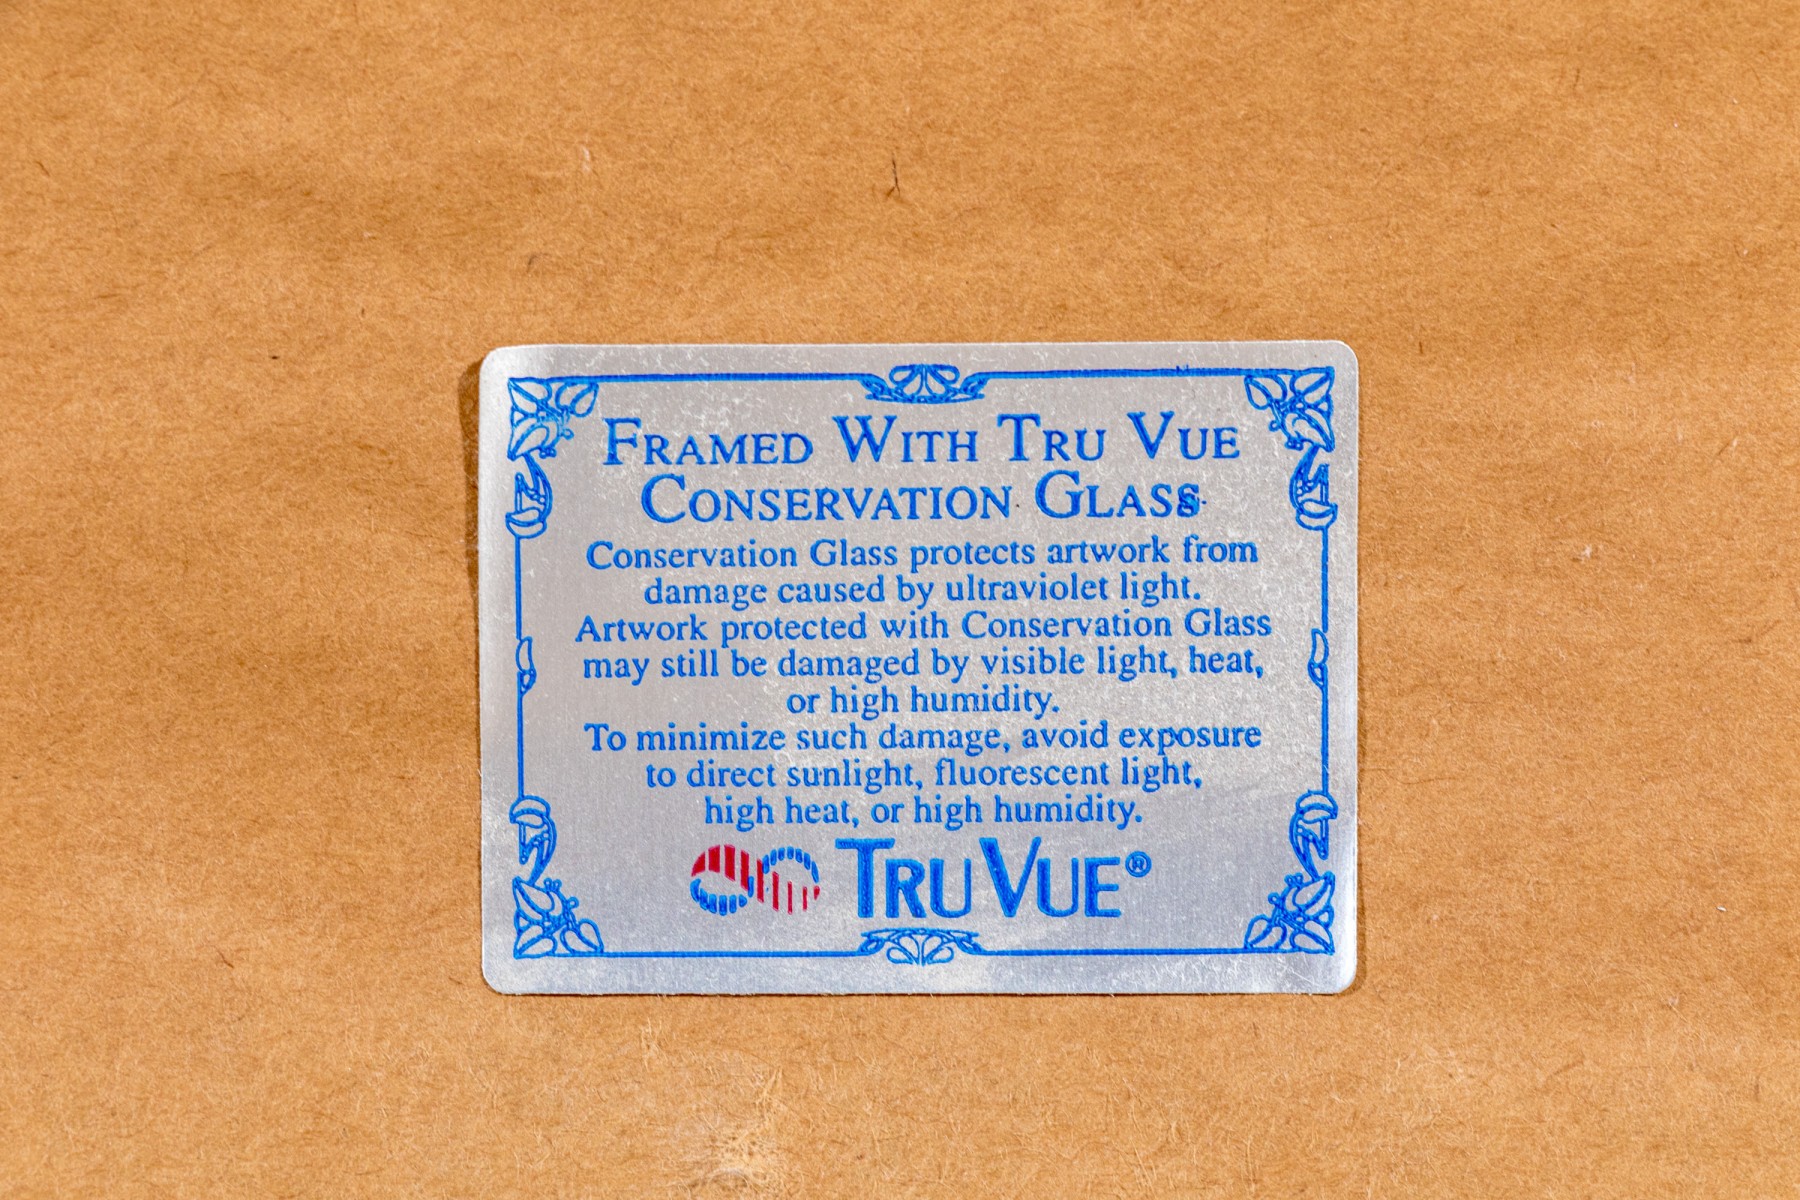 FRAMED WITH TRU VUE
CONSERVATION GLASS
Conservation Glass protects artwork from
damage caused by ultraviolet light.
Artwork protected with Conservation Glass
may still be damaged by visible light, heat,
or high humidity.
To minimize such damage, avoid exposure
to direct sunlight, fluorescent light,
high heat, or high humidity.
TRU VUE®